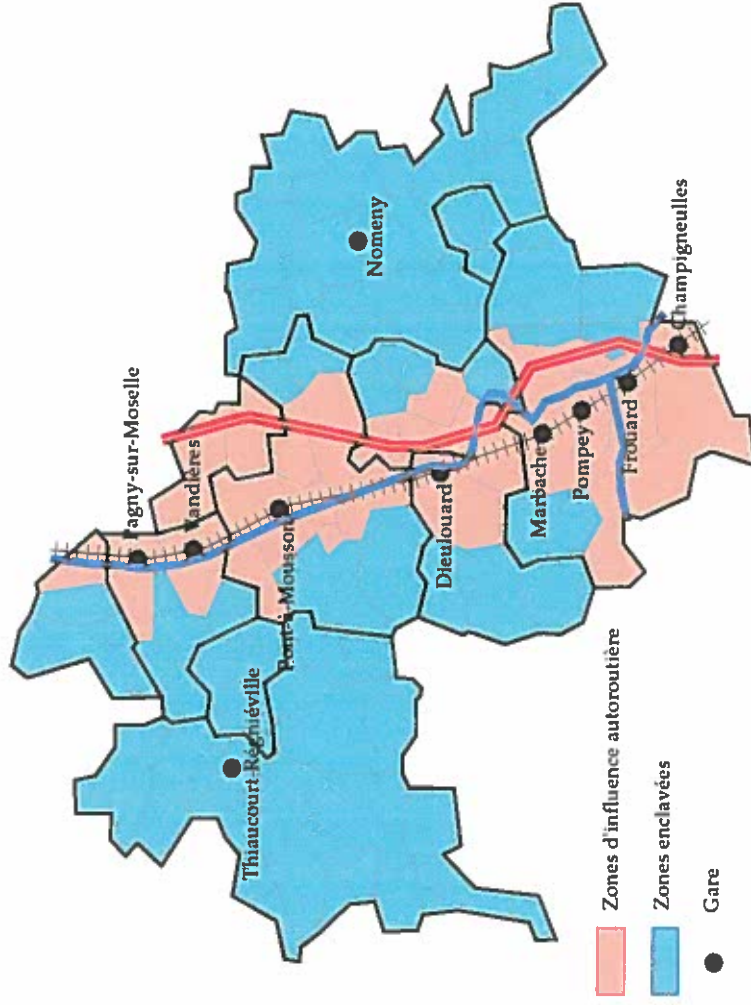 Pagny-sur-Moselle
Vandières
Pont-à-Mousson
Thiaucourt-Régniéville
Nomeny
Dieulouard
Marbache
Pompey
Frouard
Champigneulles
Zones d'influence autoroutière
Zones enclavées
Gare